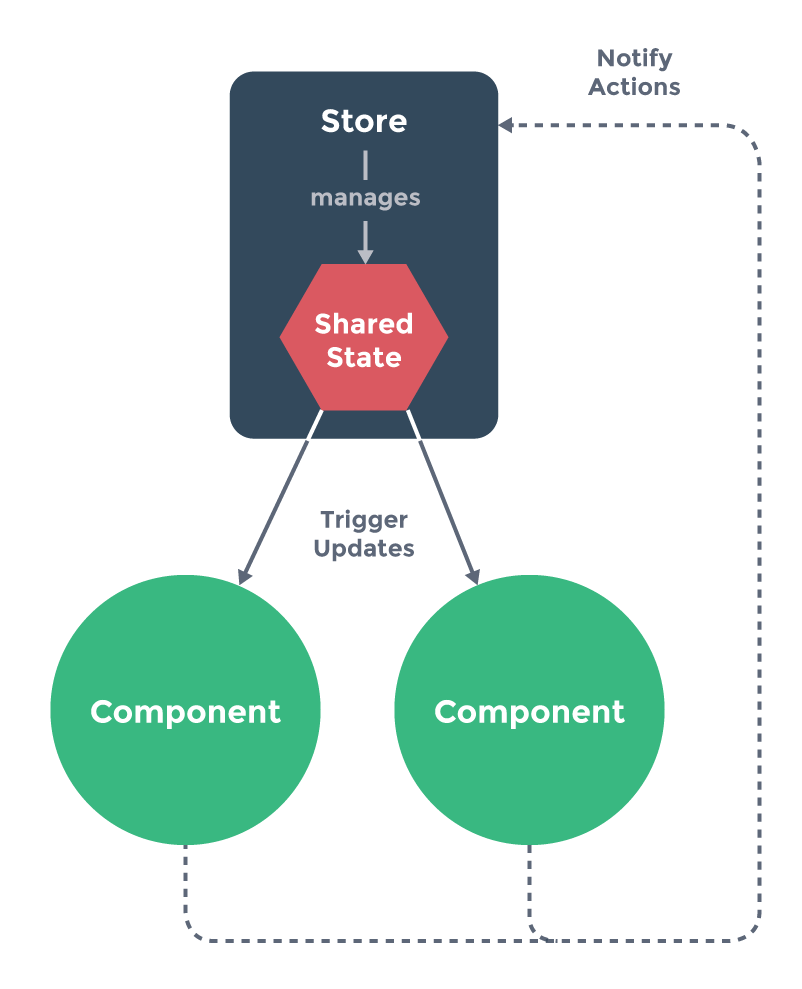 Notify
Actions
Store
manages
Shared
State
Trigger
Updates
Component
Component